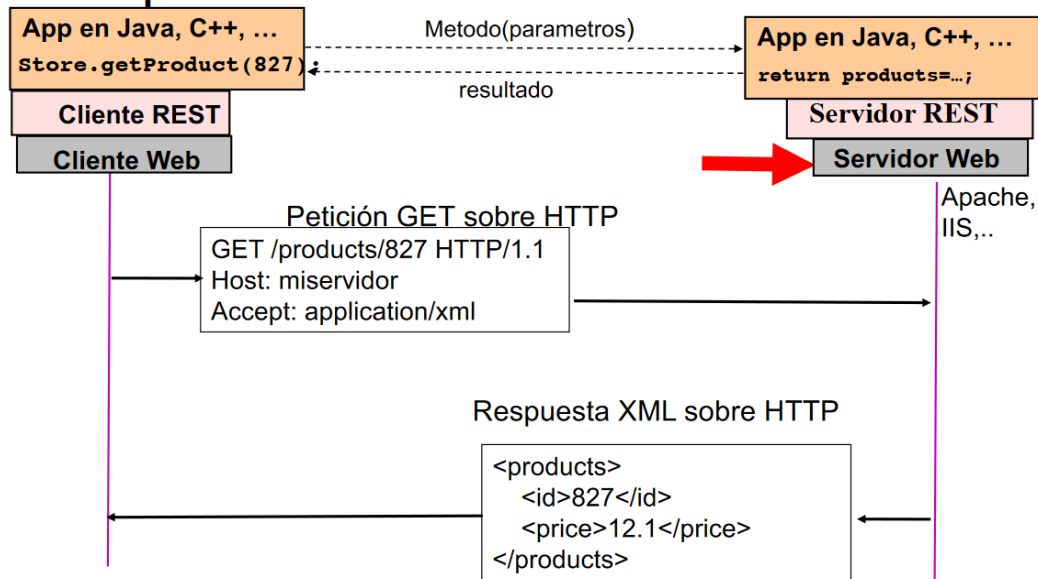 App en Java, C++, …
Store.getProduct(827);
Cliente REST
Cliente Web
Metodo(parametros)
resultado
App en Java, C++, …
return products=…;
Servidor REST
Servidor Web
Apache,
IIS,..
Petición GET sobre HTTP
GET /products/827 HTTP/1.1
Host: miservidor
Accept: application/xml
Respuesta XML sobre HTTP
<products>
<id>827</id>
<price>12.1</price>
</products>